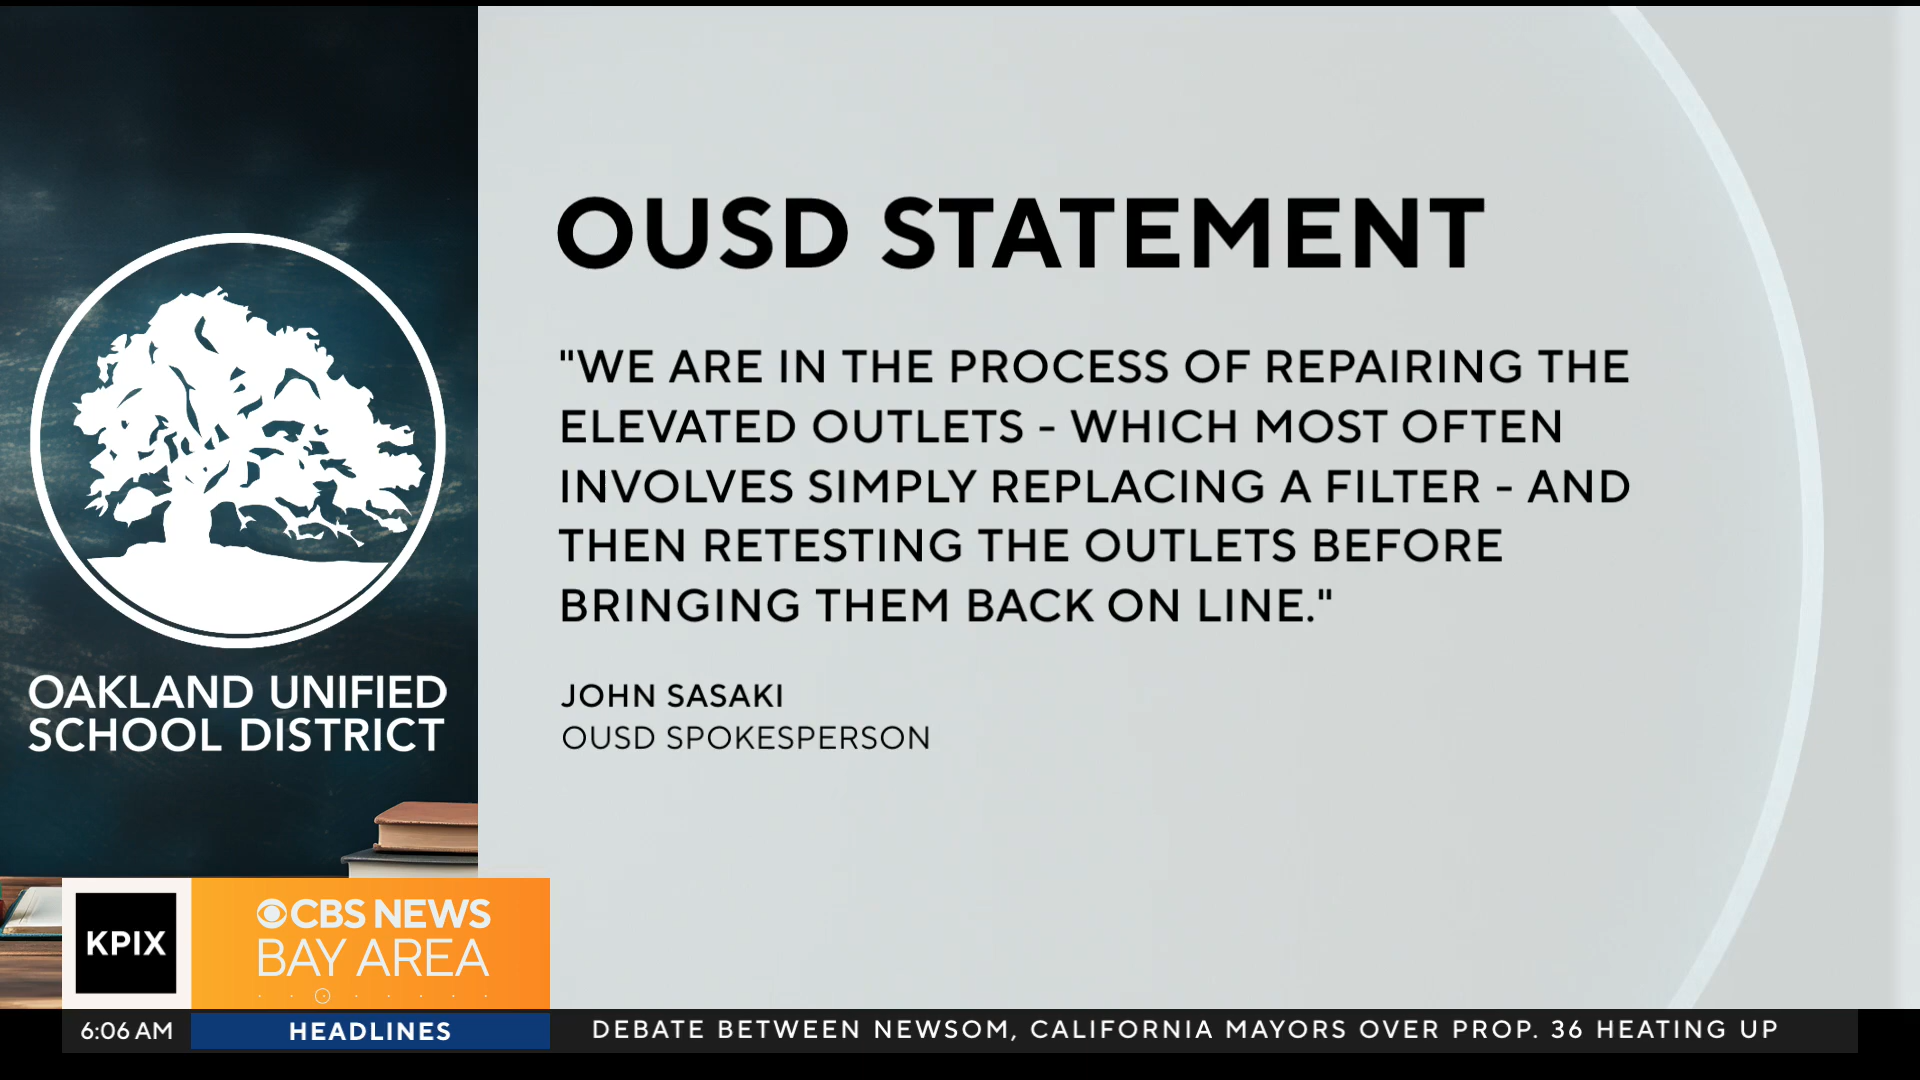 OUSD STATEMENT
"WE ARE IN THE PROCESS OF REPAIRING THE
ELEVATED OUTLETS - WHICH MOST OFTEN
INVOLVES SIMPLY REPLACING A FILTER - AND
THEN RETESTING THE OUTLETS BEFORE
BRINGING THEM BACK ON LINE."
JOHN SASAKI
OUSD SPOKESPERSON
OAKLAND UNIFIED
SCHOOL DISTRICT
KPIX
CBS NEWS
BAY AREA
6:06 AM
HEADLINES
DEBATE BETWEEN NEWSOM, CALIFORNIA MAYORS OVER PROP. 36 HEATING UP